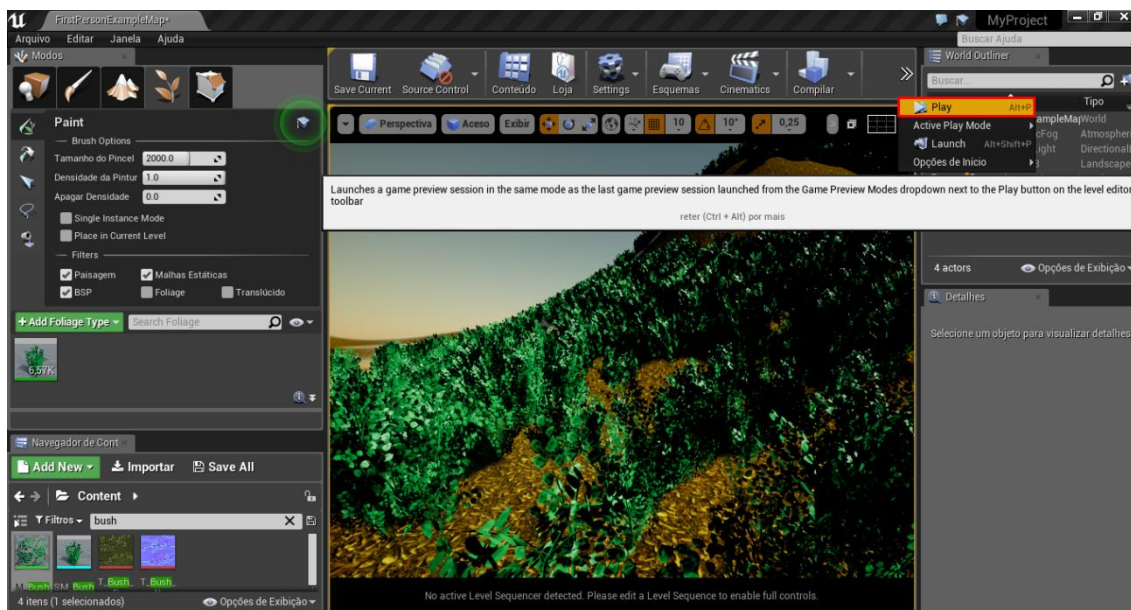 FirstPersonExampleMap*
MyProject
Arquivo Editar Janela Ajuda
Buscar Ajuda
Modos
World Outliner
Save Current Source Control Conteúdo Loja Settings Esquemas Cinematics Compilar
Buscar...
Tipo
Play Alt+P
Active Play Mode
Launch Alt+Shift+P
Opções de Início
ampleMap World
cFog Atmospher
ight Directionall
Landscape
Paint
Perspectiva Aceso Exibir 10 10° 0,25
Brush Options
Tamanho do Pincel 2000.0
Densidade da Pintur 1.0
Apagar Densidade 0.0
Launches a game preview session in the same mode as the last game preview session launched from the Game Preview Modes dropdown next to the Play button on the level editor
toolbar
reter (Ctrl + Alt) por mais
Single Instance Mode
Place in Current Level
Filters
Paisagem Malhas Estáticas
BSP Foliage Translúcido
4 actors Opções de Exibição
Detalhes
+Add Foliage Type Search Foliage
Selecione um objeto para visualizar detalhes
6,57K
Navegador de Cont
Add New Importar Save All
Content
Filtros bush
M_Bush SM_Bush T_Bush_ T_Bush_
4 itens (1 selecionados) Opções de Exibição
No active Level Sequencer detected. Please edit a Level Sequence to enable full controls.